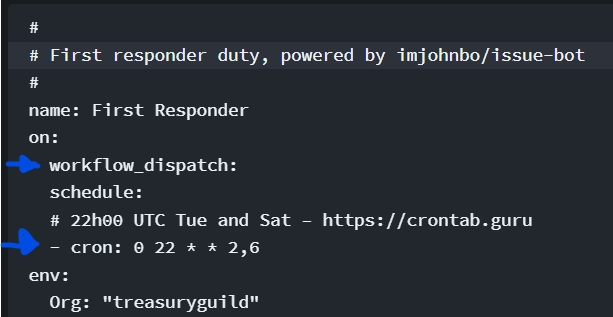 #
# First responder duty, powered by imjohnbo/issue-bot
#
name: First Responder
on:
  workflow_dispatch:
  schedule:
  # 22h00 UTC Tue and Sat – https://crontab.guru
  – cron: 0 22 * * 2,6
env:
  Org: "treasuryguild"